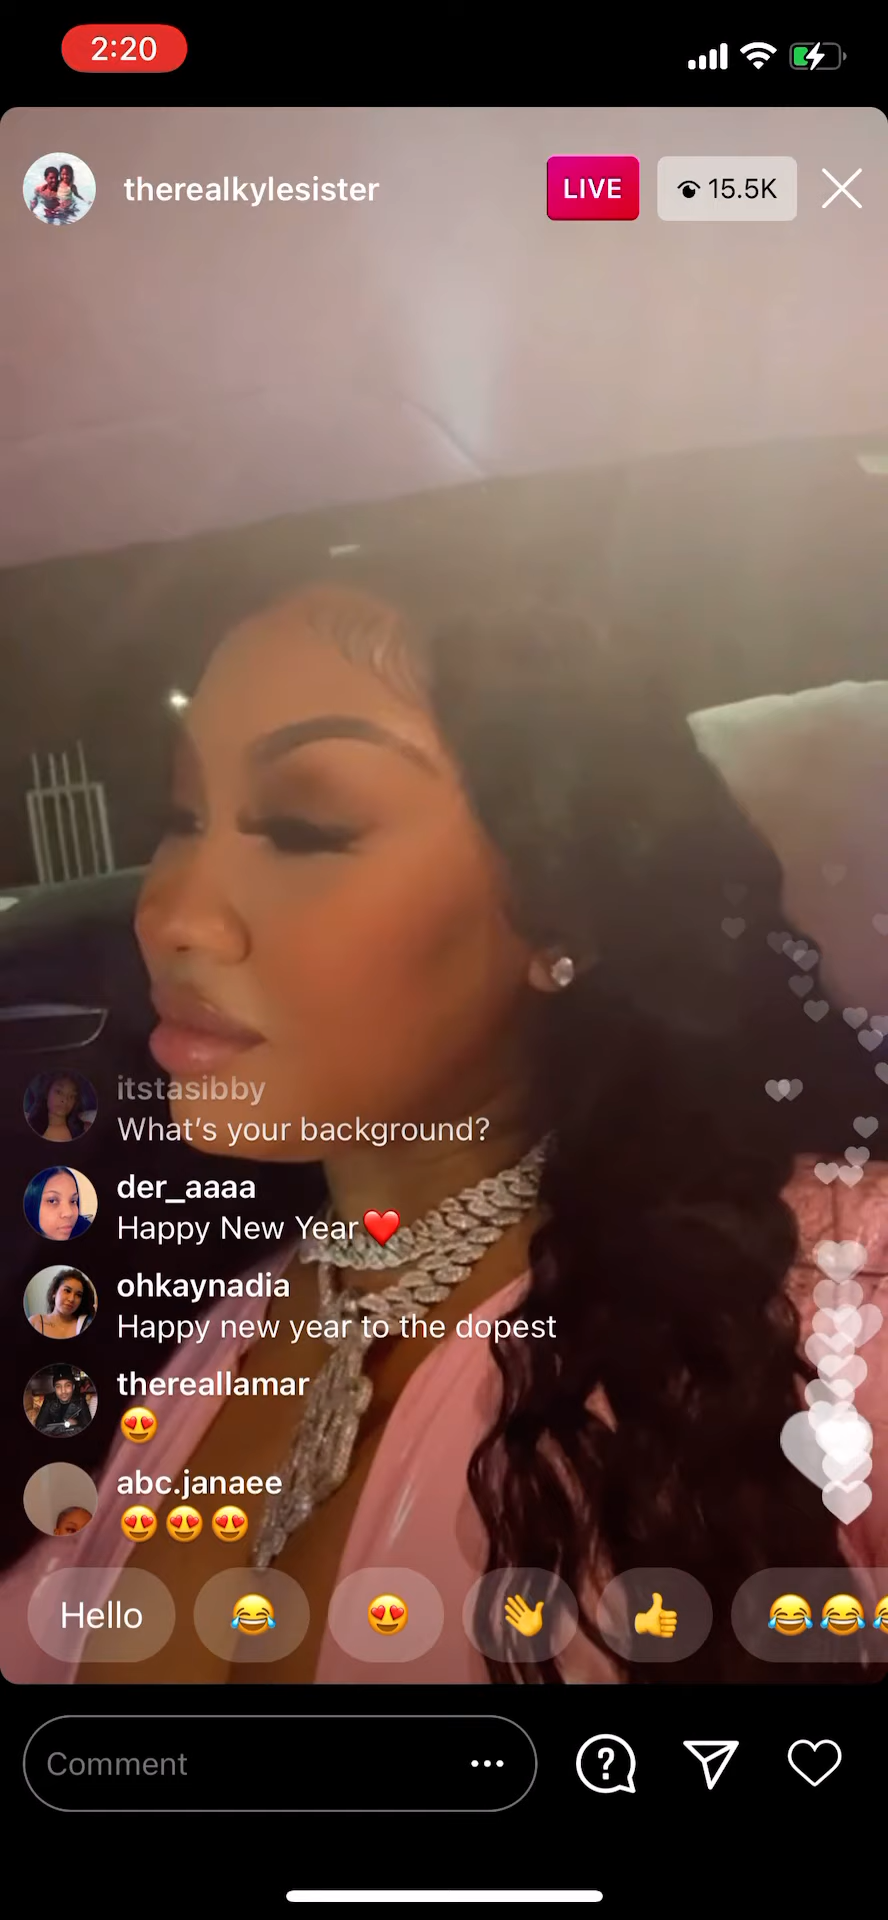 2:20
therealkylesister
LIVE
15.5K
itstasibby
What's your background?
der_aaaa
Happy New Year❤️
ohkaynadia
Happy new year to the dopest
thereallamar
😍
abc.janaee
😍😍😍
Hello
Comment